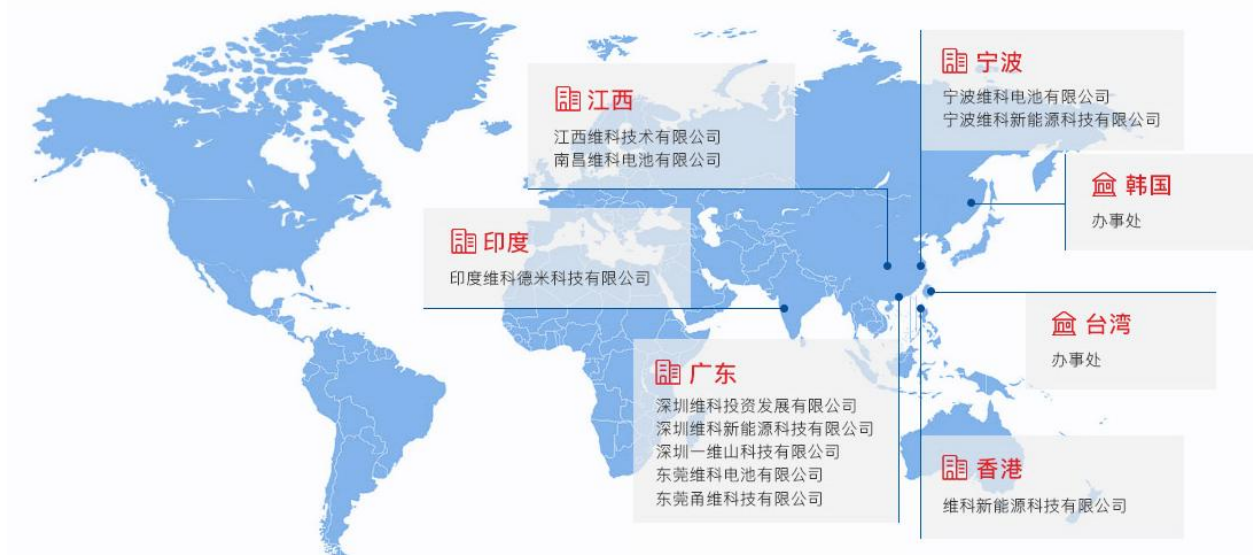 宁波
宁波维科电池有限公司
宁波维科新能源科技有限公司
江西
江西维科技术有限公司
南昌维科电池有限公司
韩国
办事处
印度
印度维科德米科技有限公司
台湾
办事处
广东
深圳维科投资发展有限公司
深圳维科新能源科技有限公司
深圳一维山科技有限公司
东莞维科电池有限公司
东莞甬维科技有限公司
香港
维科新能源科技有限公司